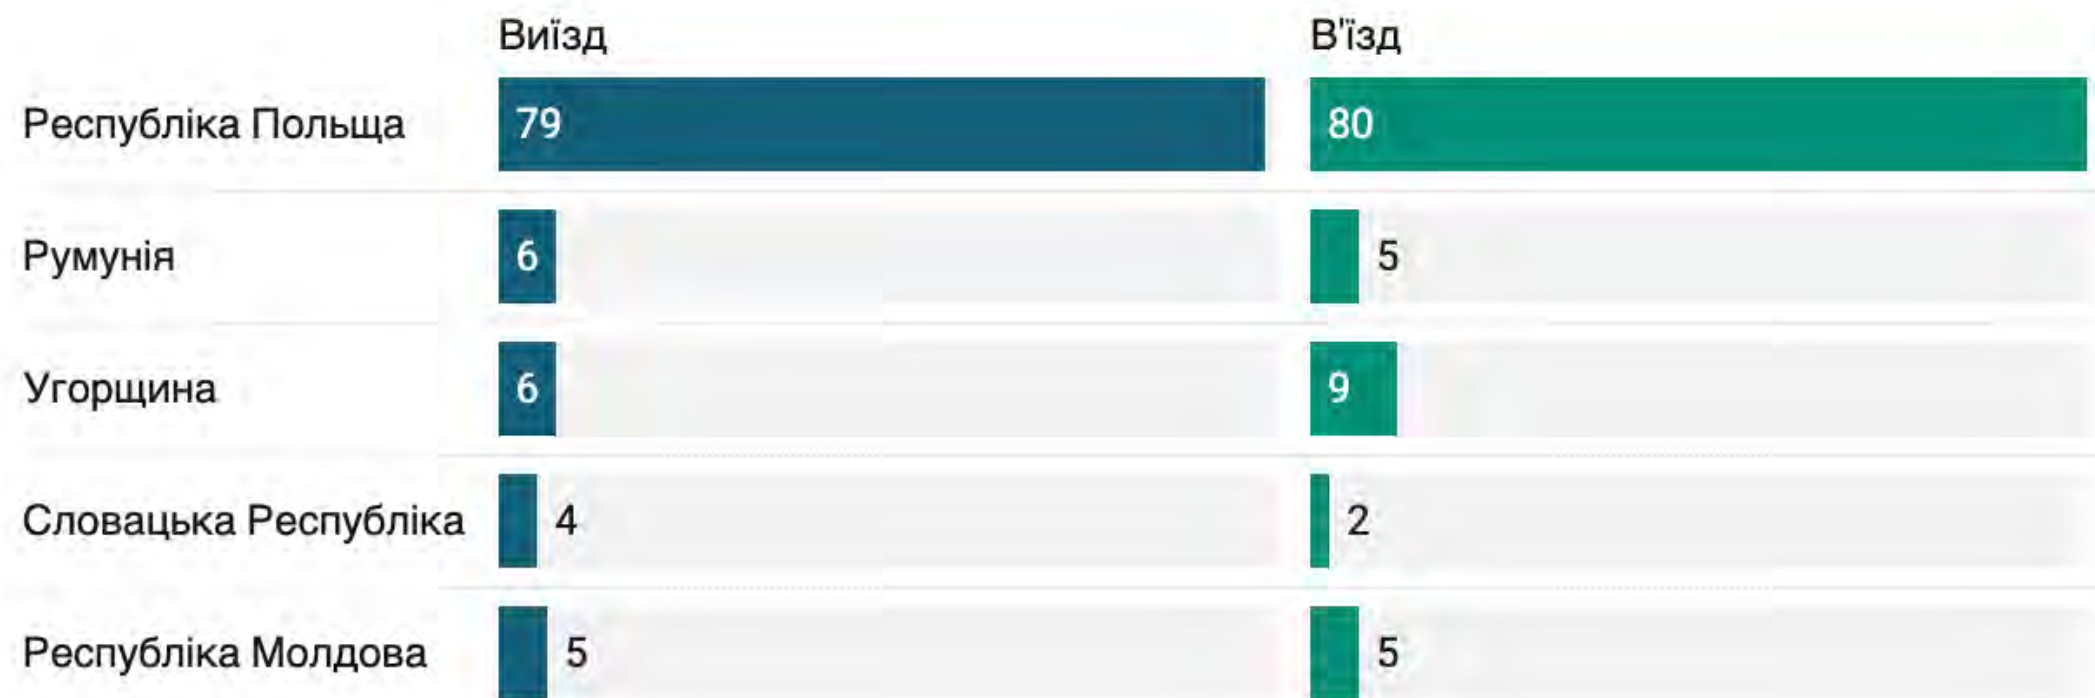 Виїзд В'їзд
Республіка Польща 79 80
Румунія 6 5
Угорщина 6 9
Словацька Республіка 4 2
Республіка Молдова 5 5